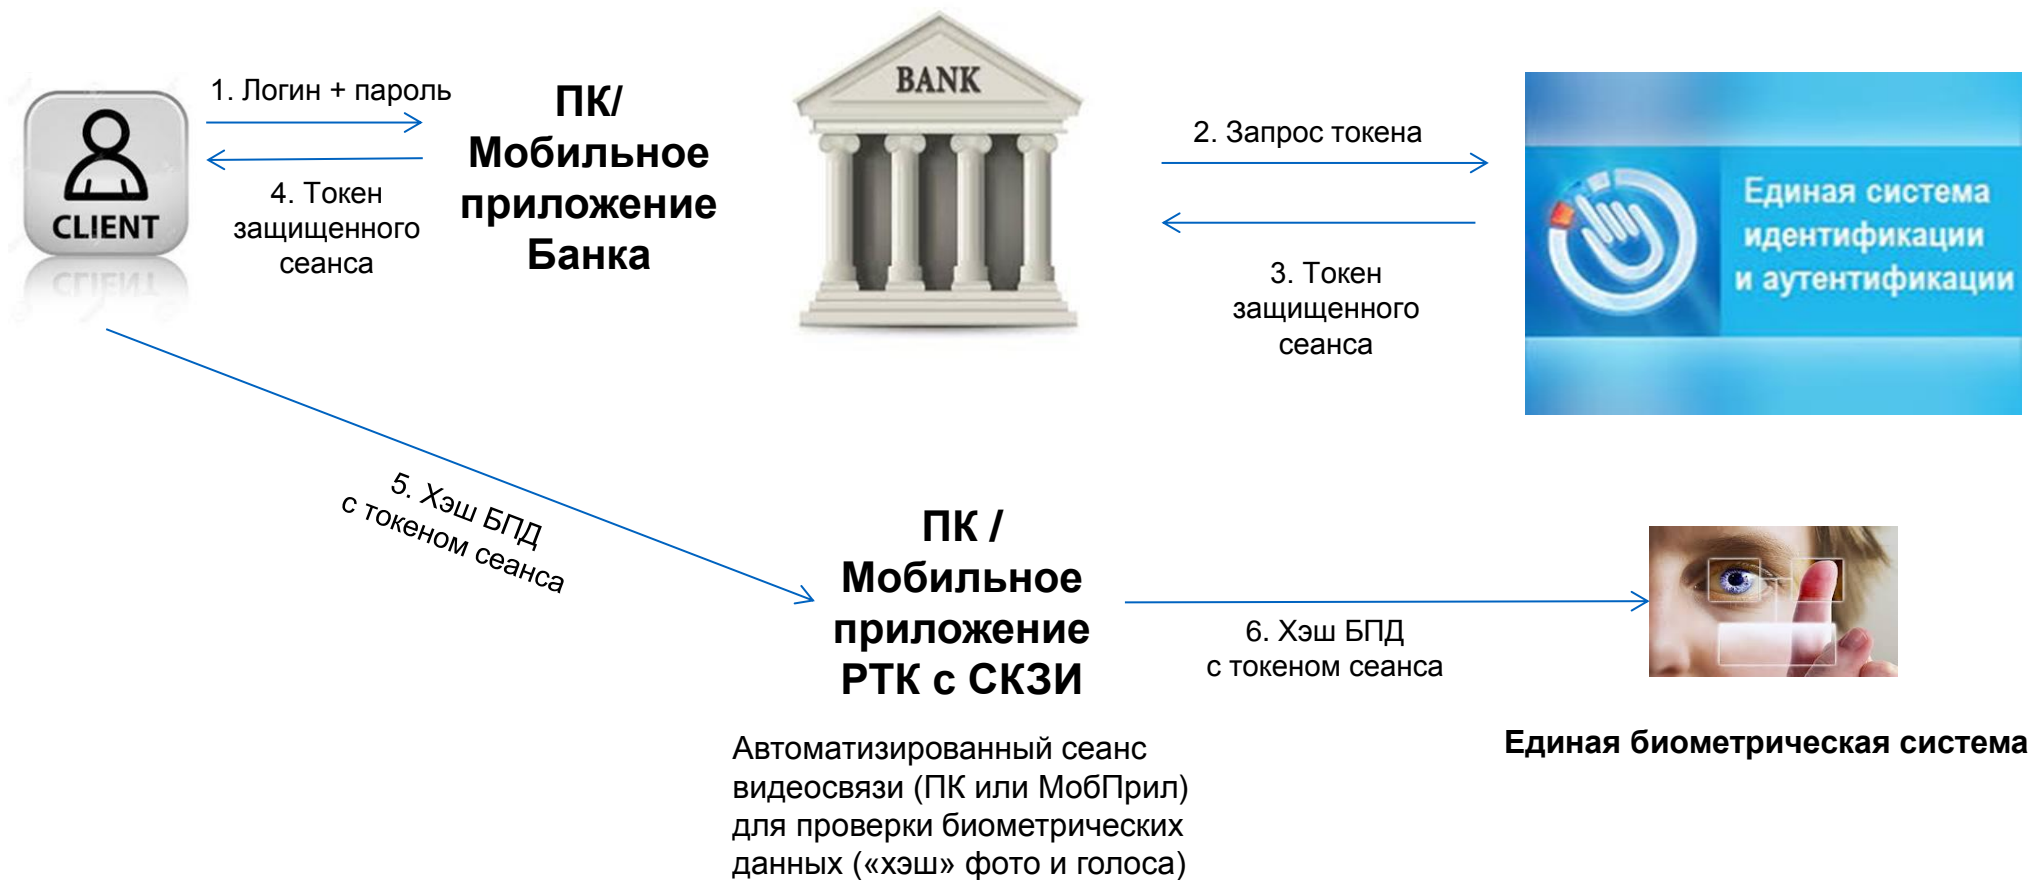 1. Логин + пароль
ПК/
Мобильное
приложение
Банка
4. Токен
защищенного
сеанса
CLIENT
BANK
2. Запрос токена
3. Токен
защищенного
сеанса
Единая система
идентификации
и аутентификации
5. Хэш БПД
с токеном сеанса
ПК /
Мобильное
приложение
РТК с СКЗИ
6. Хэш БПД
с токеном сеанса
Автоматизированный сеанс
видеосвязи (ПК или МобПрил)
для проверки биометрических
данных («хэш» фото и голоса)
Единая биометрическая система